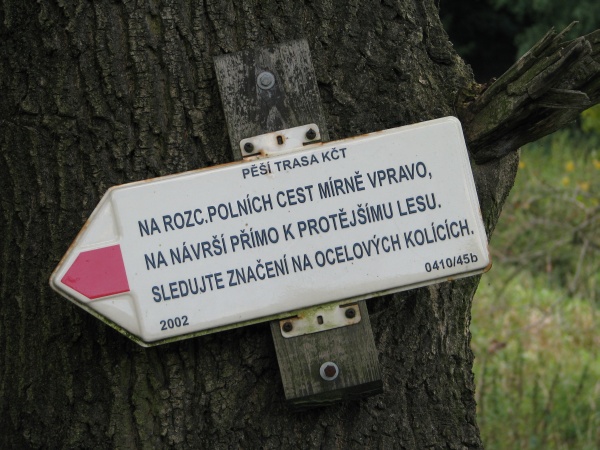 PĚŠÍ TRASA KČT
NA ROZC.POLNÍCH CEST MÍRNĚ VPRAVO,
NA NÁVRŠÍ PŘÍMO K PROTĚJŠÍMU LESU.
SLEDUJTE ZNAČENÍ NA OCELOVÝCH KOLÍCÍCH.
2002 0410/45b